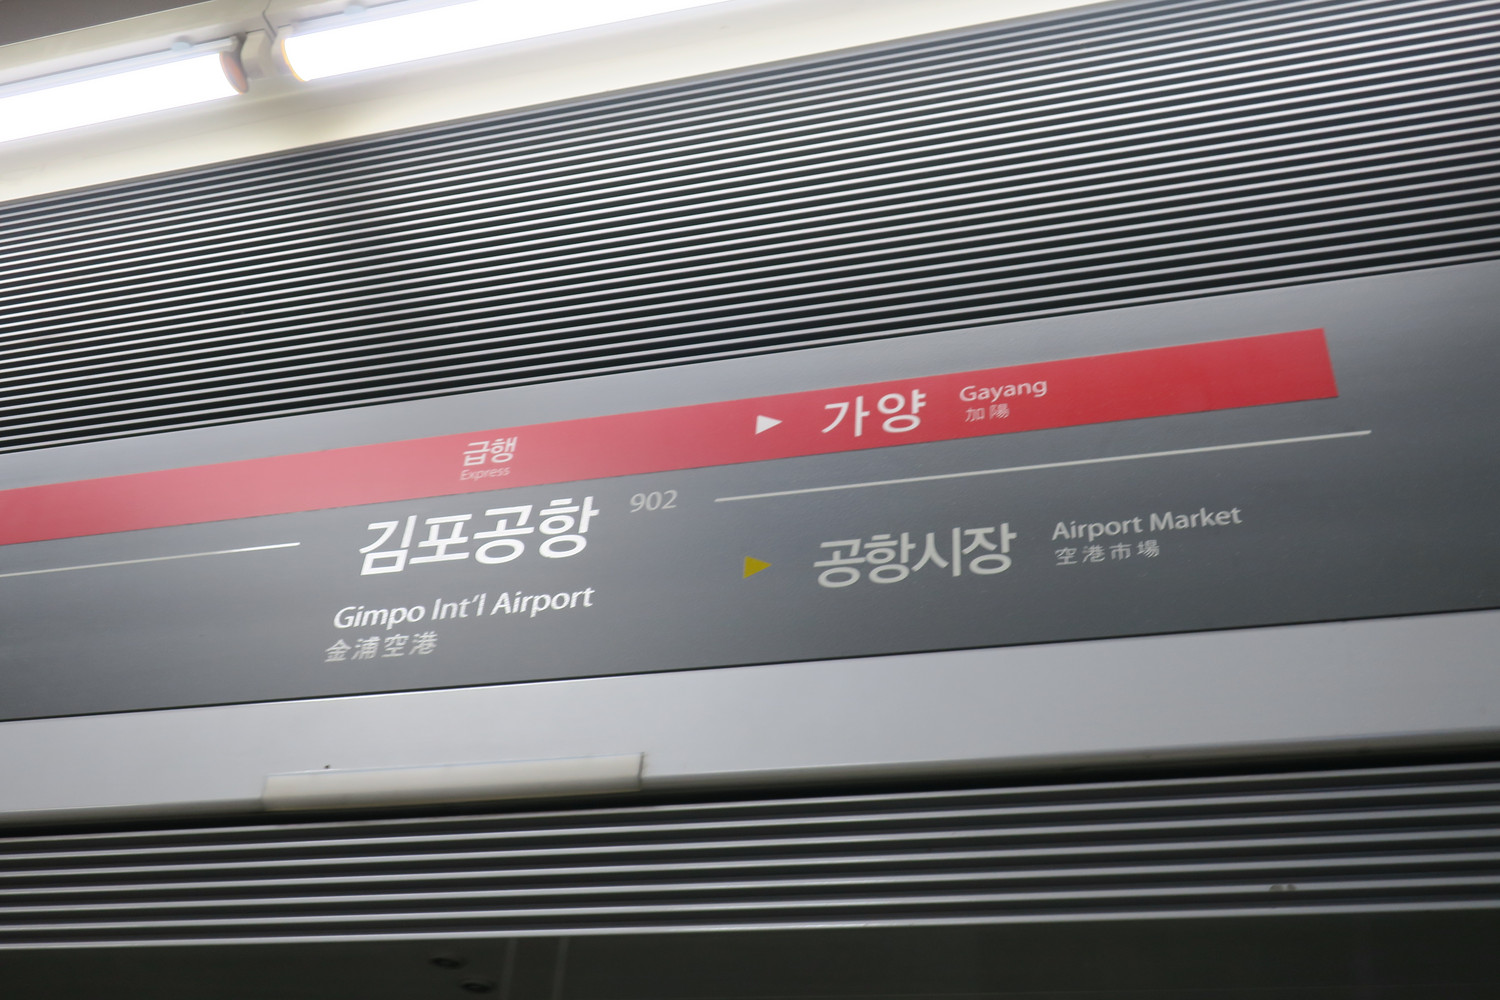 급행
Express
가양
Gayang
加陽
김포공항
902
Gimpo Int'l Airport
金浦空港
공항시장
Airport Market
空港市場